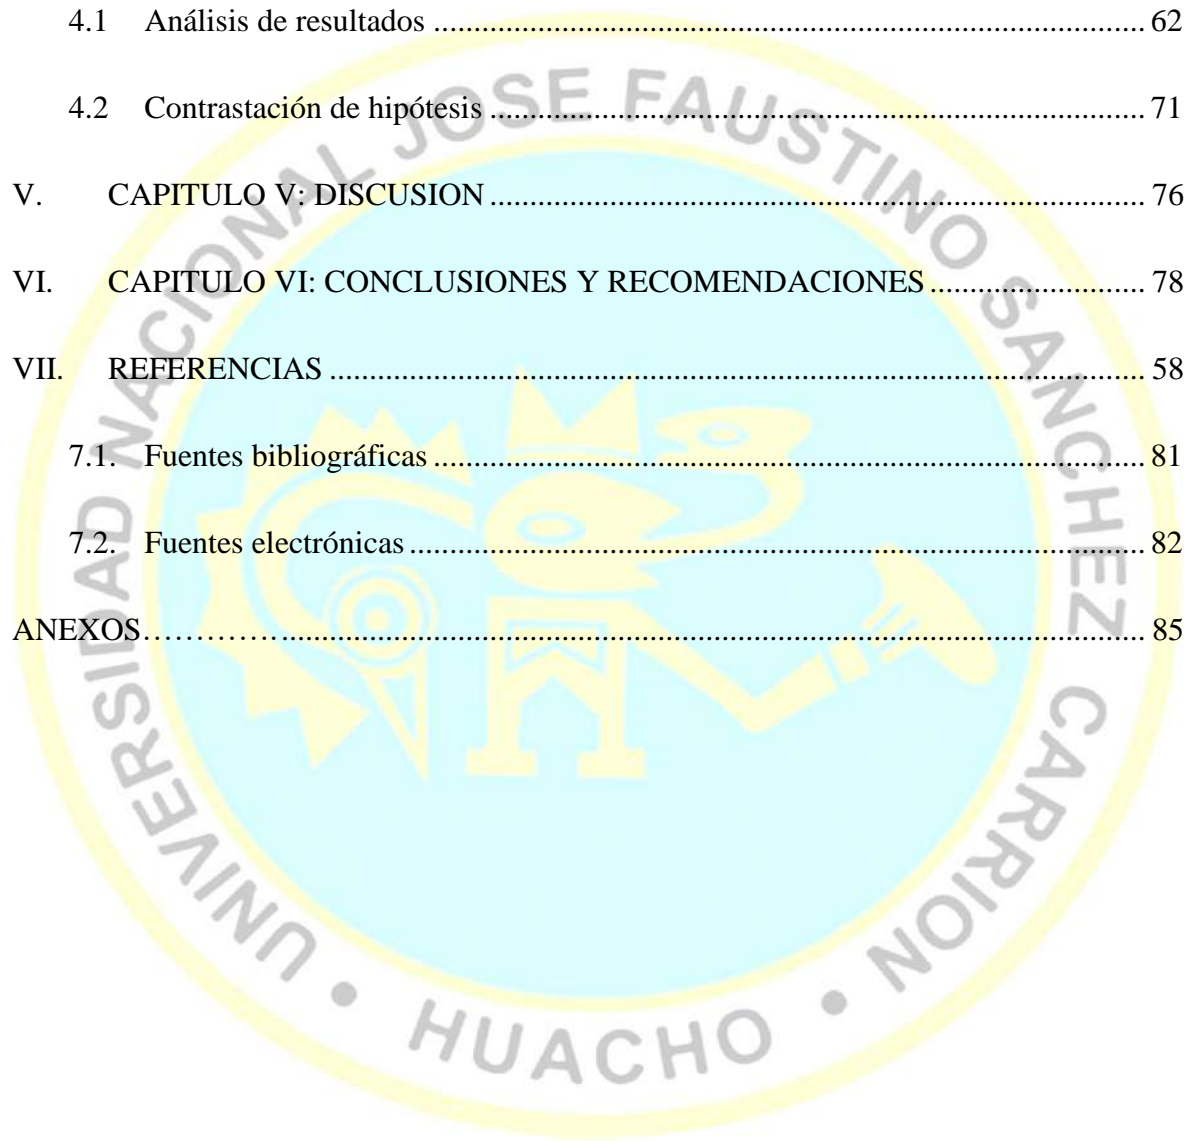 4.1 Análisis de resultados ........................................................................................... 62
4.2 Contrastación de hipótesis .................................................................................... 71
V. CAPITULO V: DISCUSION .................................................................................... 76
VI. CAPITULO VI: CONCLUSIONES Y RECOMENDACIONES ........................... 78
VII. REFERENCIAS ........................................................................................................ 58
7.1. Fuentes bibliográficas ........................................................................................... 81
7.2. Fuentes electrónicas .............................................................................................. 82
ANEXOS………….............................................................................................................. 85
UNIVERSIDAD NACIONAL JOSE FAUSTINO SANCHEZ CARRION • HUACHO •